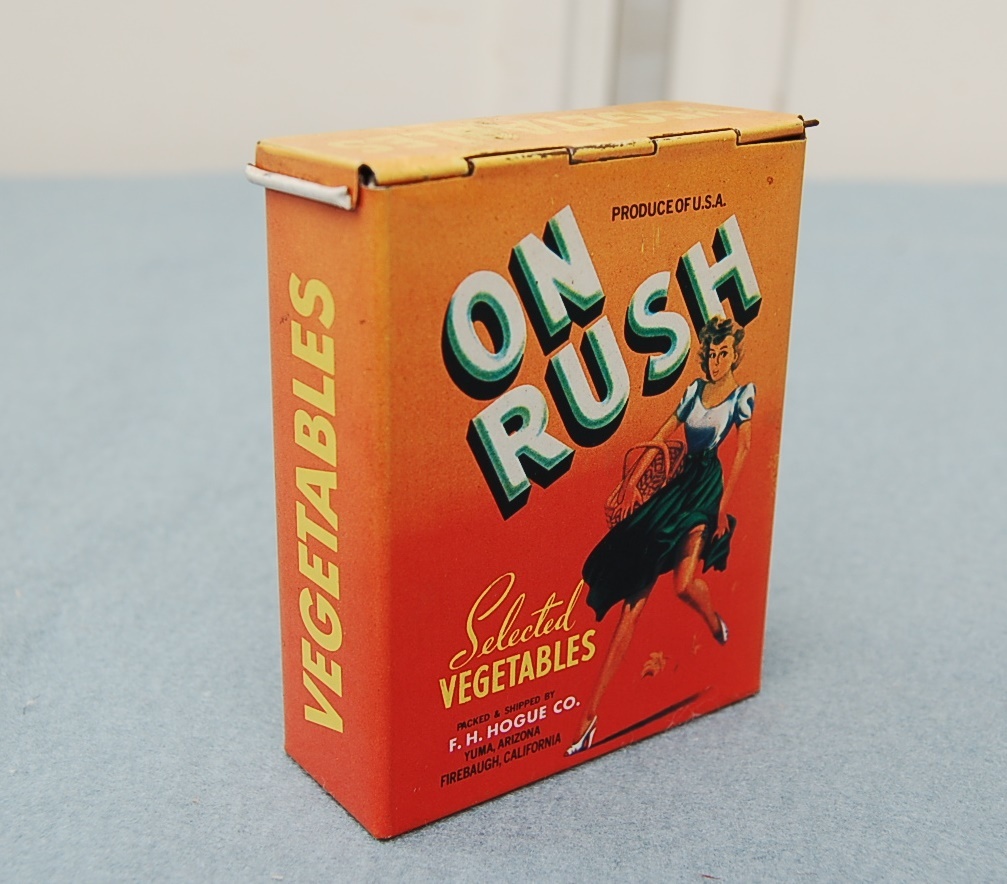 PRODUCE OF U.S.A.
ON
RUSH
Selected
VEGETABLES
PACKED & SHIPPED BY
F. H. HOGUE CO.
YUMA, ARIZONA
FIREBAUGH, CALIFORNIA
VEGETABLES